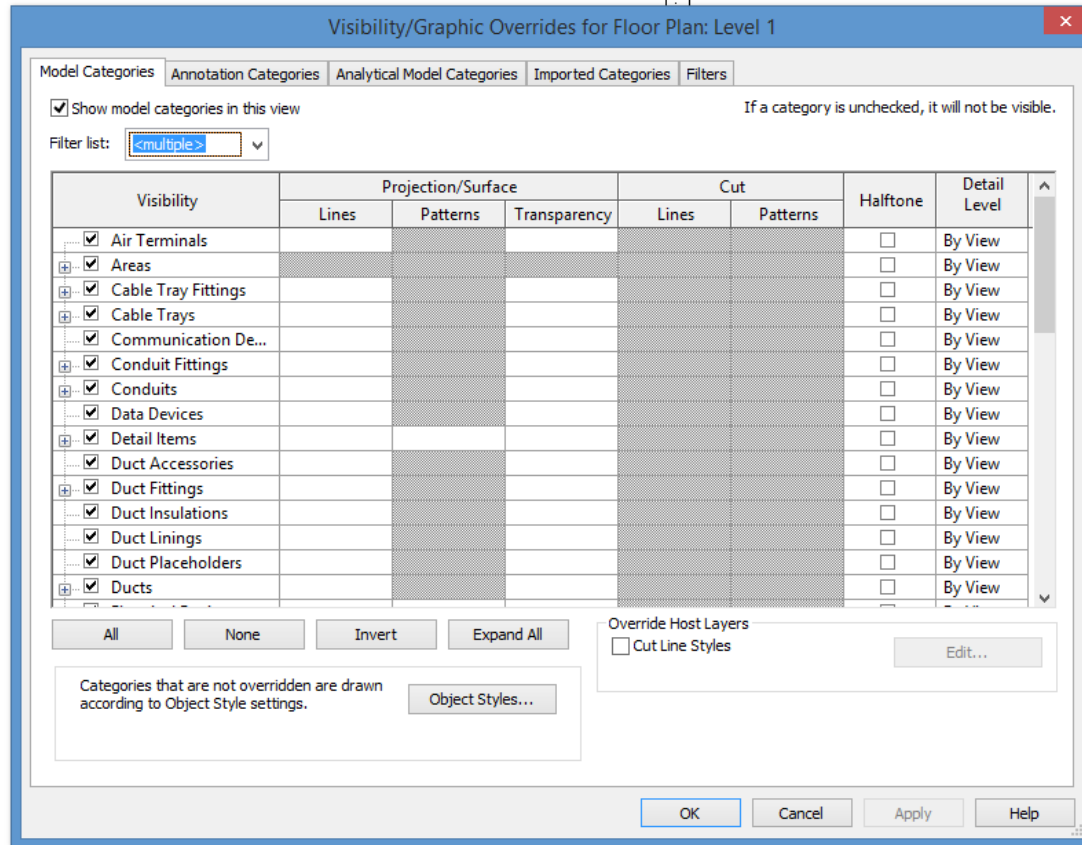 Visibility/Graphic Overrides for Floor Plan: Level 1
Model Categories Annotation Categories Analytical Model Categories Imported Categories Filters
Show model categories in this view
If a category is unchecked, it will not be visible.
Filter list: <multiple>
Visibility Projection/Surface Cut Halftone Detail Level
Lines Patterns Transparency Lines Patterns
Air Terminals By View
Areas By View
Cable Tray Fittings By View
Cable Trays By View
Communication De... By View
Conduit Fittings By View
Conduits By View
Data Devices By View
Detail Items By View
Duct Accessories By View
Duct Fittings By View
Duct Insulations By View
Duct Linings By View
Duct Placeholders By View
Ducts By View
All None Invert Expand All
Override Host Layers
Cut Line Styles
Edit...
Categories that are not overridden are drawn
according to Object Style settings.
Object Styles...
OK Cancel Apply Help